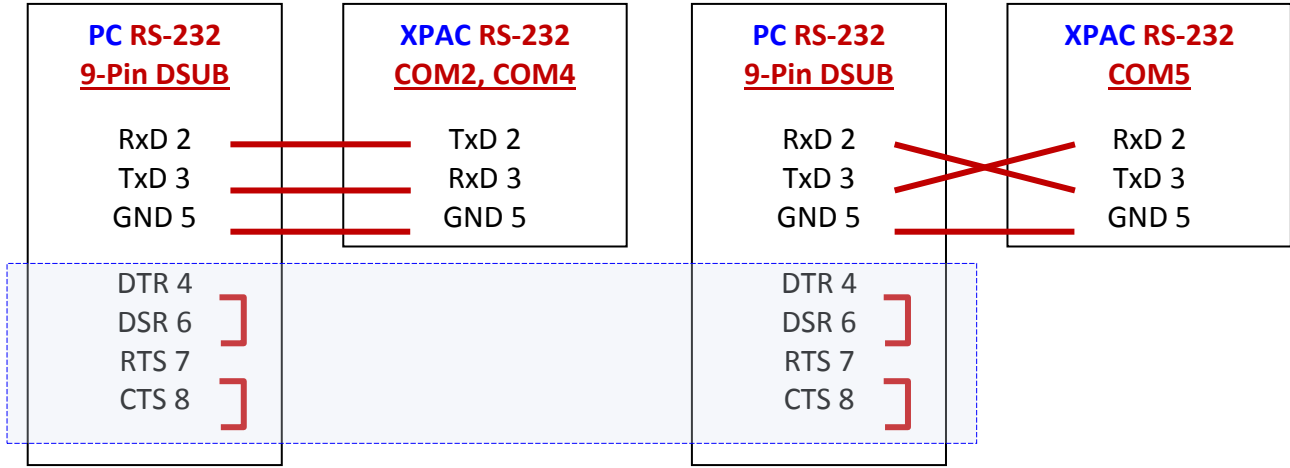 PC RS-232
9-Pin DSUB
RxD 2
TxD 3
GND 5
DTR 4
DSR 6
RTS 7
CTS 8
XPAC RS-232
COM2, COM4
TxD 2
RxD 3
GND 5
PC RS-232
9-Pin DSUB
RxD 2
TxD 3
GND 5
DTR 4
DSR 6
RTS 7
CTS 8
XPAC RS-232
COM5
RxD 2
TxD 3
GND 5